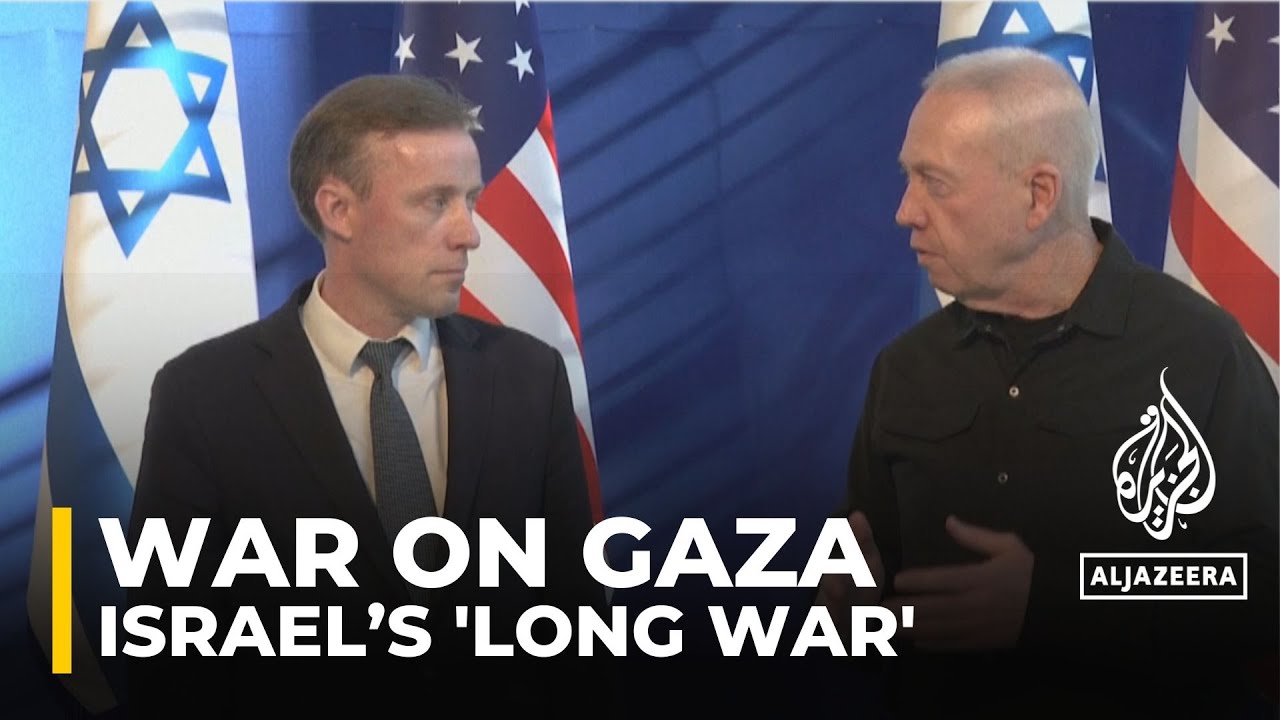 WAR ON GAZA
ISRAEL’S 'LONG WAR'
الجزيرة
ALJAZEERA